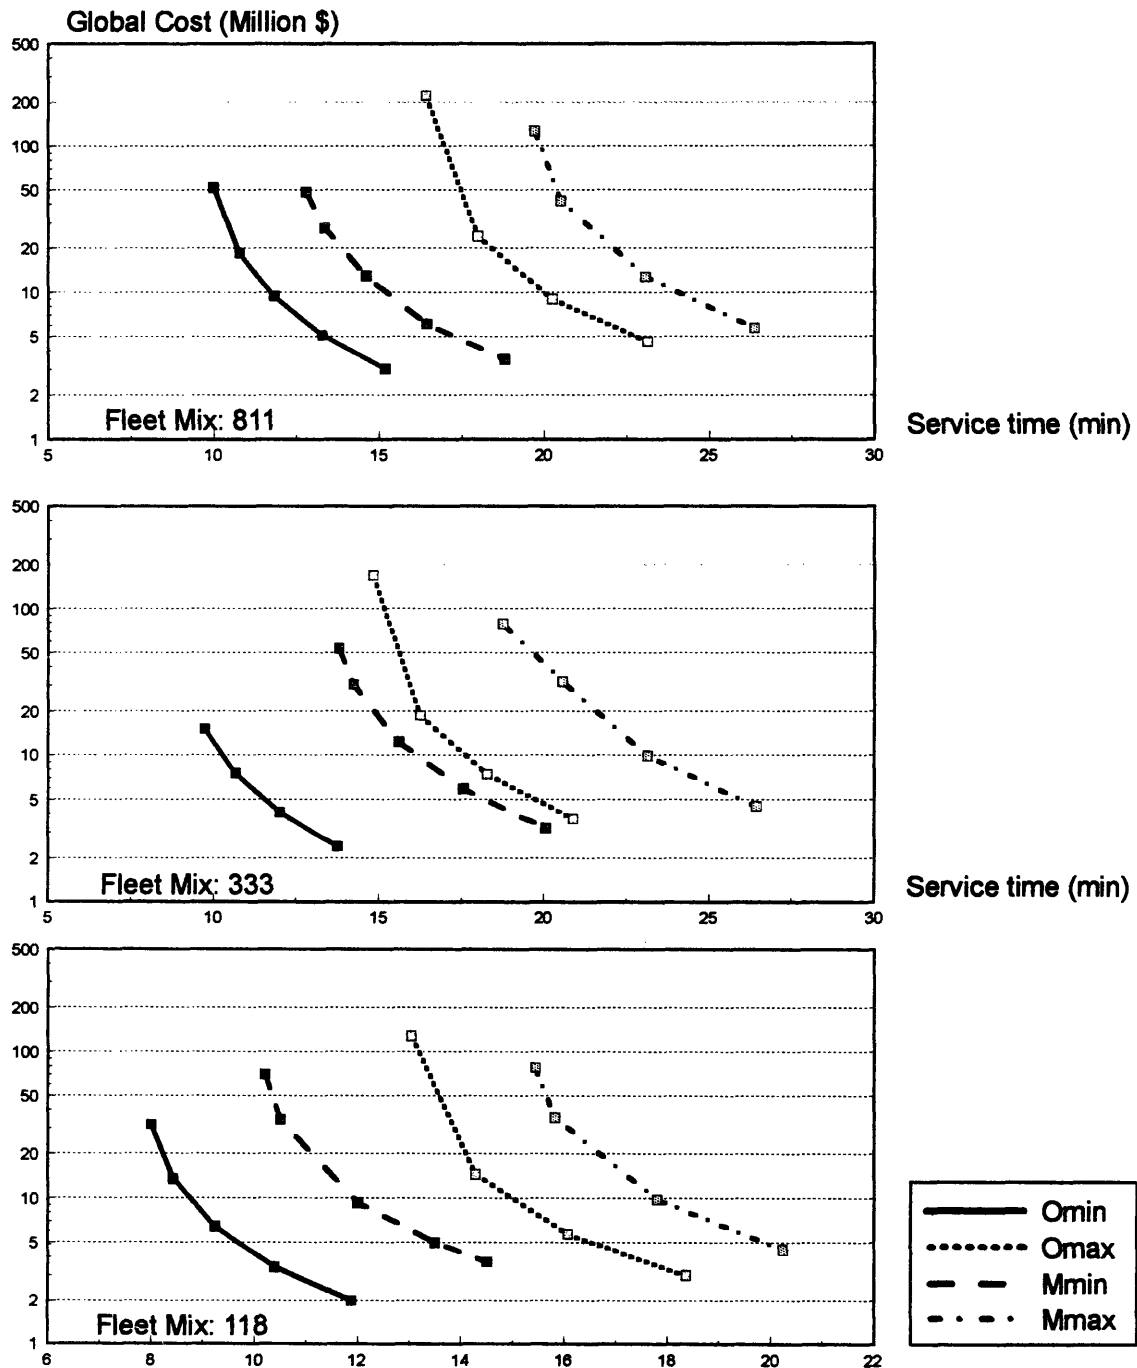 Global Cost (Million $)
500
200
100
50
20
10
5
2
1
Fleet Mix: 811
5 10 15 20 25 30
Service time (min)
500
200
100
50
20
10
5
2
1
Fleet Mix: 333
5 10 15 20 25 30
Service time (min)
500
200
100
50
20
10
5
2
1
Fleet Mix: 118
6 8 10 12 14 16 18 20 22
Omin
Omax
Mmin
Mmax